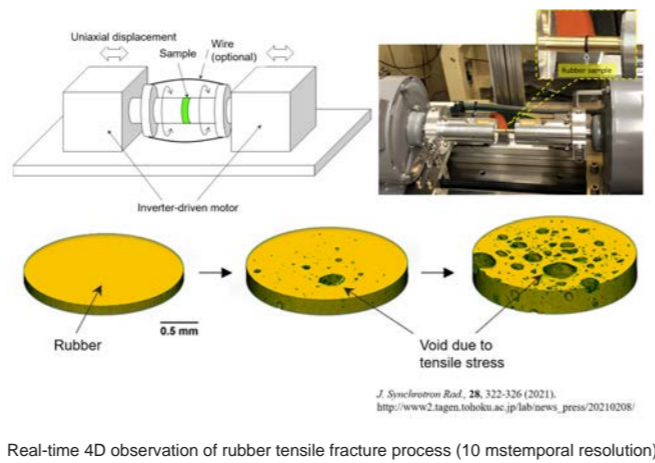 Uniaxial displacement
Wire
(optional)
Sample
Rubber sample
Inverter-driven motor
Rubber
0.5 mm
Void due to
tensile stress
J. Synchrotron Rad., 28, 322-326 (2021).
http://www2.tagen.tohoku.ac.jp/lab/news_press/20210208/
Real-time 4D observation of rubber tensile fracture process (10 mstemporal resolution)